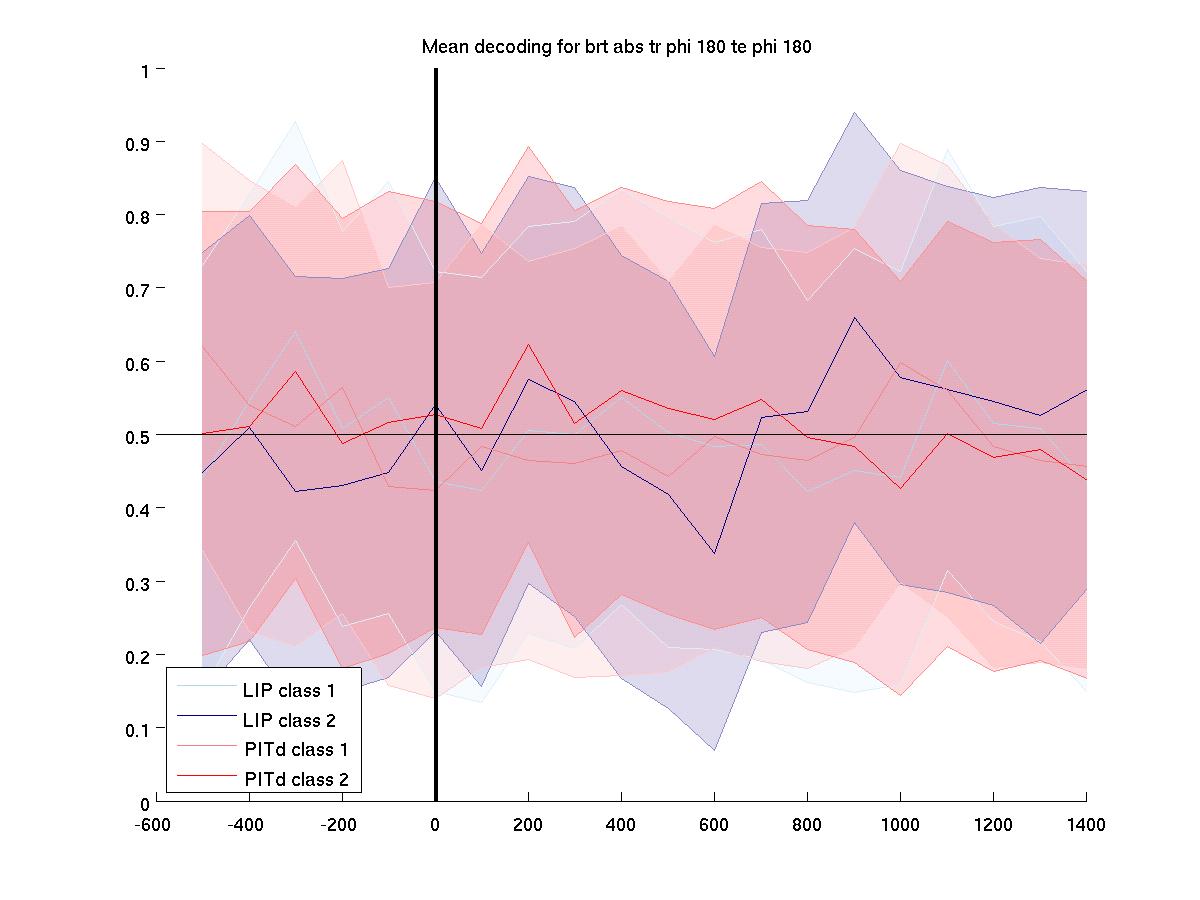 Mean decoding for brt abs tr phi 180 te phi 180
1
0.9
0.8
0.7
0.6
0.5
0.4
0.3
0.2
0.1
0
LIP class 1
LIP class 2
PITd class 1
PITd class 2
-600 -400 -200 0 200 400 600 800 1000 1200 1400